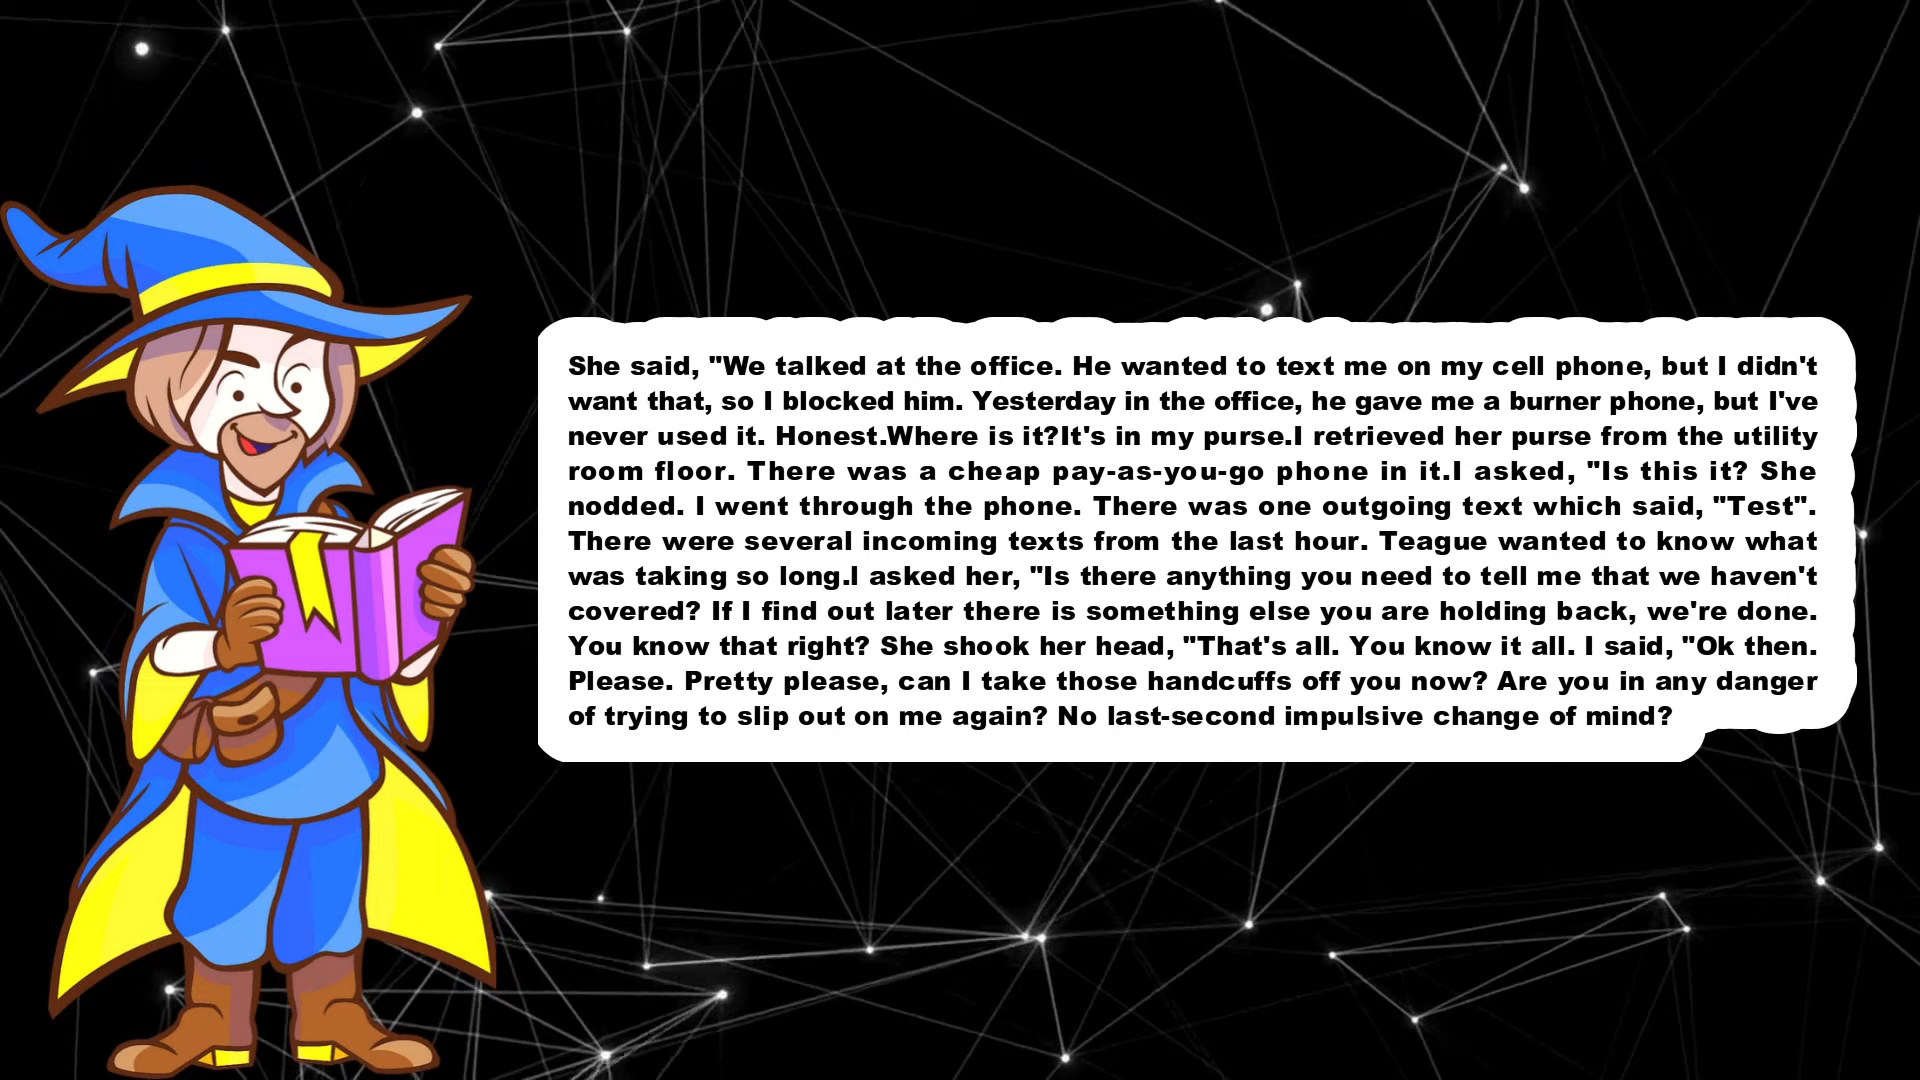 She said, "We talked at the office. He wanted to text me on my cell phone, but I didn't
want that, so I blocked him. Yesterday in the office, he gave me a burner phone, but I've
never used it. Honest.Where is it?It's in my purse.I retrieved her purse from the utility
room floor. There was a cheap pay-as-you-go phone in it.I asked, "Is this it? She
nodded. I went through the phone. There was one outgoing text which said, "Test".
There were several incoming texts from the last hour. Teague wanted to know what
was taking so long.I asked her, "Is there anything you need to tell me that we haven't
covered? If I find out later there is something else you are holding back, we're done.
You know that right? She shook her head, "That's all. You know it all. I said, "Ok then.
Please. Pretty please, can I take those handcuffs off you now? Are you in any danger
of trying to slip out on me again? No last-second impulsive change of mind?